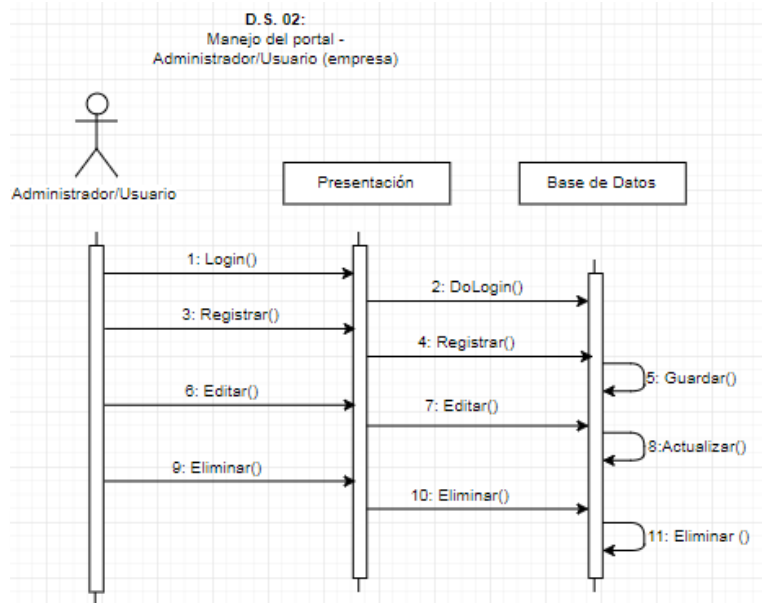 D.S. 02:
Manejo del portal -
Administrador/Usuario (empresa)
Administrador/Usuario
Presentación
Base de Datos
1: Login()
2: DoLogin()
3: Registrar()
4: Registrar()
5: Guardar()
6: Editar()
7: Editar()
8:Actualizar()
9: Eliminar()
10: Eliminar()
11: Eliminar ()